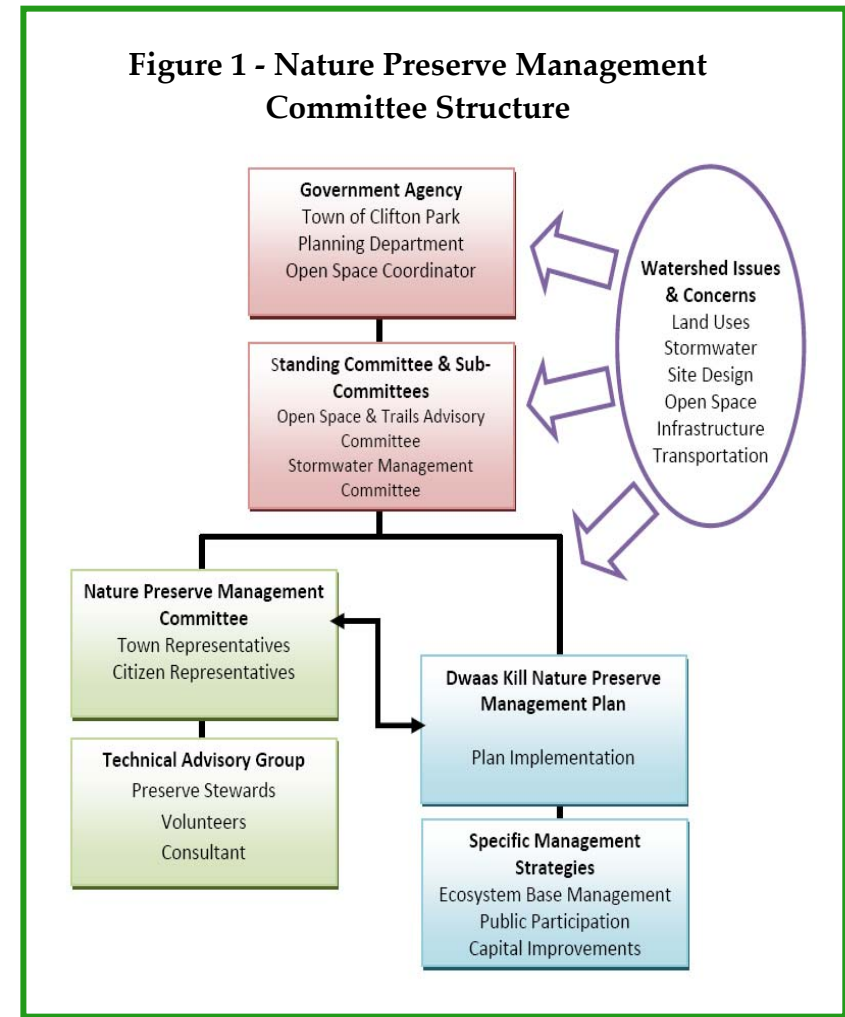 Figure 1 - Nature Preserve Management
Committee Structure
Government Agency
Town of Clifton Park
Planning Department
Open Space Coordinator
Watershed Issues
& Concerns
Land Uses
Stormwater
Site Design
Open Space
Infrastructure
Transportation
Standing Committee & Sub-
Committees
Open Space & Trails Advisory
Committee
Stormwater Management
Committee
Nature Preserve Management
Committee
Town Representatives
Citizen Representatives
Dwaas Kill Nature Preserve
Management Plan
Plan Implementation
Technical Advisory Group
Preserve Stewards
Volunteers
Consultant
Specific Management
Strategies
Ecosystem Base Management
Public Participation
Capital Improvements